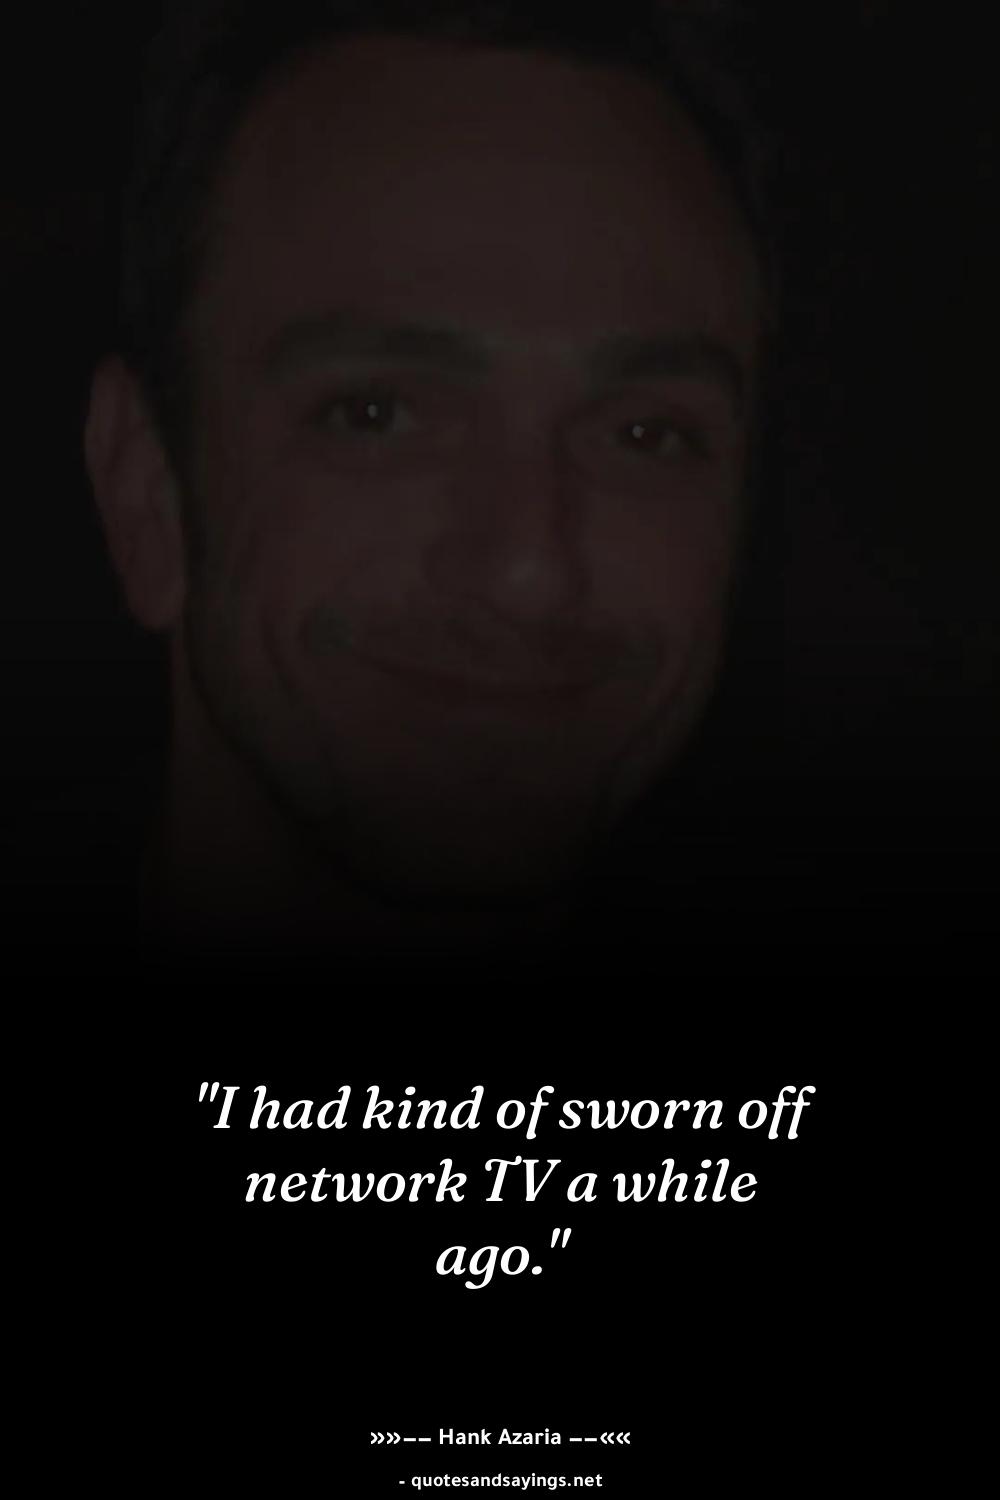 "I had kind of sworn off
network TV a while
ago."
»»–– Hank Azaria ––««
- quotesandsayings.net